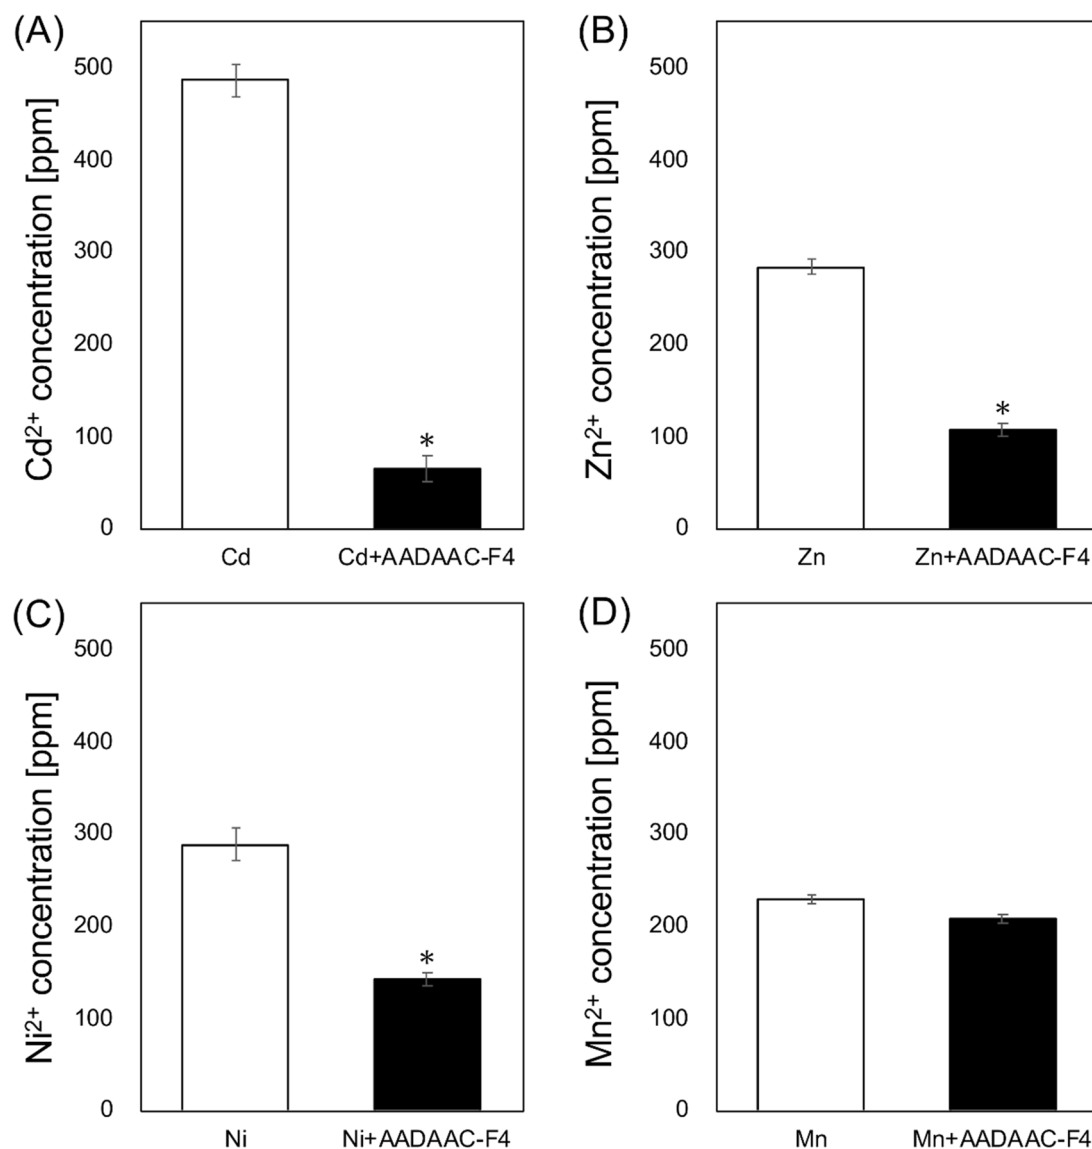 (A)
Cd²⁺ concentration [ppm]
500
400
300
200
100
0
*
Cd Cd+AADAAC-F4
(B)
Zn²⁺ concentration [ppm]
500
400
300
200
100
0
*
Zn Zn+AADAAC-F4
(C)
Ni²⁺ concentration [ppm]
500
400
300
200
100
0
*
Ni Ni+AADAAC-F4
(D)
Mn²⁺ concentration [ppm]
500
400
300
200
100
0
Mn Mn+AADAAC-F4